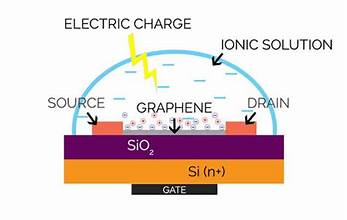 ELECTRIC CHARGE
IONIC SOLUTION
SOURCE
GRAPHENE
DRAIN
SiO2
Si (n+)
GATE